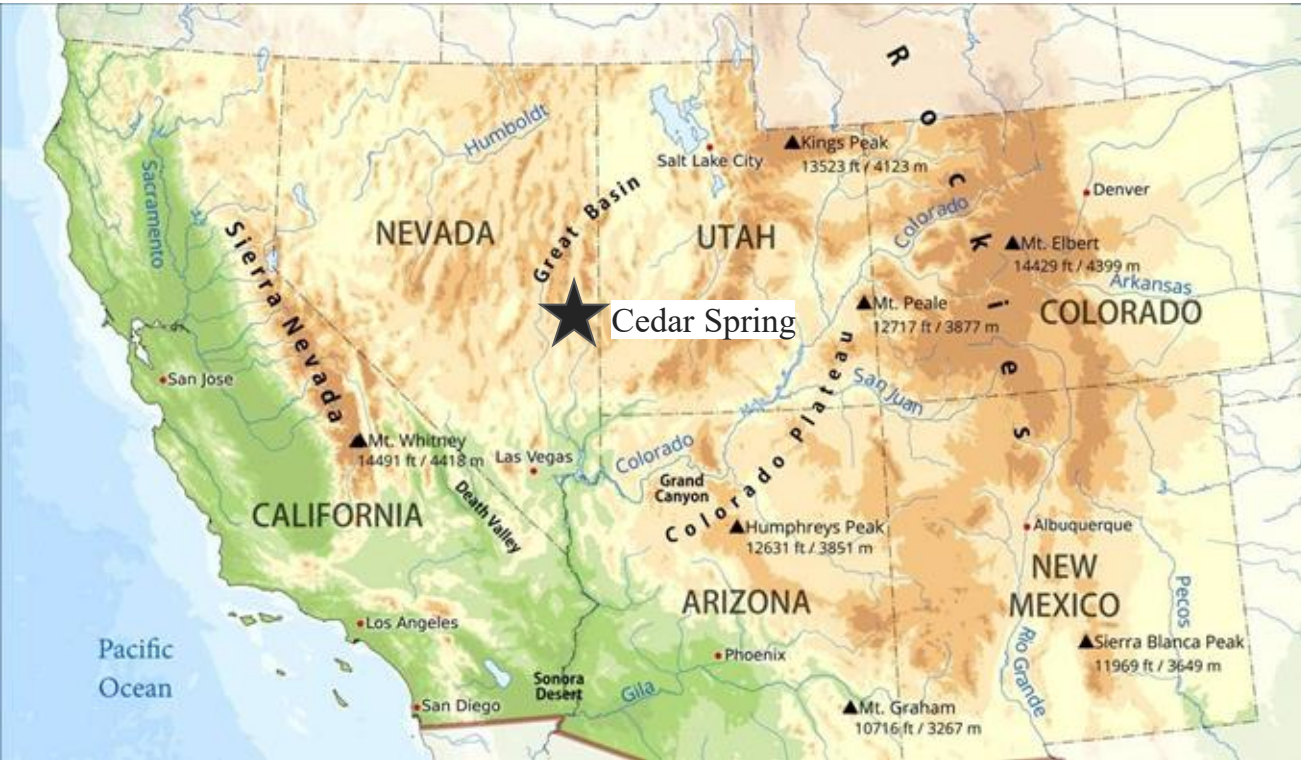 Rockies
Kings Peak
13523 ft / 4123 m
Humboldt
Salt Lake City
Sacramento
Great Basin
Denver
Colorado
Sierra Nevada
NEVADA
UTAH
Mt. Elbert
14429 ft / 4399 m
Arkansas
COLORADO
Mt. Peale
12717 ft / 3877 m
Cedar Spring
San Jose
San Juan
Colorado Plateau
Mt. Whitney
14491 ft / 4418 m
Las Vegas
Colorado
Grand
Canyon
Death Valley
CALIFORNIA
Humphreys Peak
12631 ft / 3851 m
Albuquerque
NEW
MEXICO
ARIZONA
Pecos
Los Angeles
Pacific
Ocean
Phoenix
Sierra Blanca Peak
11969 ft / 3649 m
Rio Grande
Sonora
Desert
Gila
San Diego
Mt. Graham
10716 ft / 3267 m